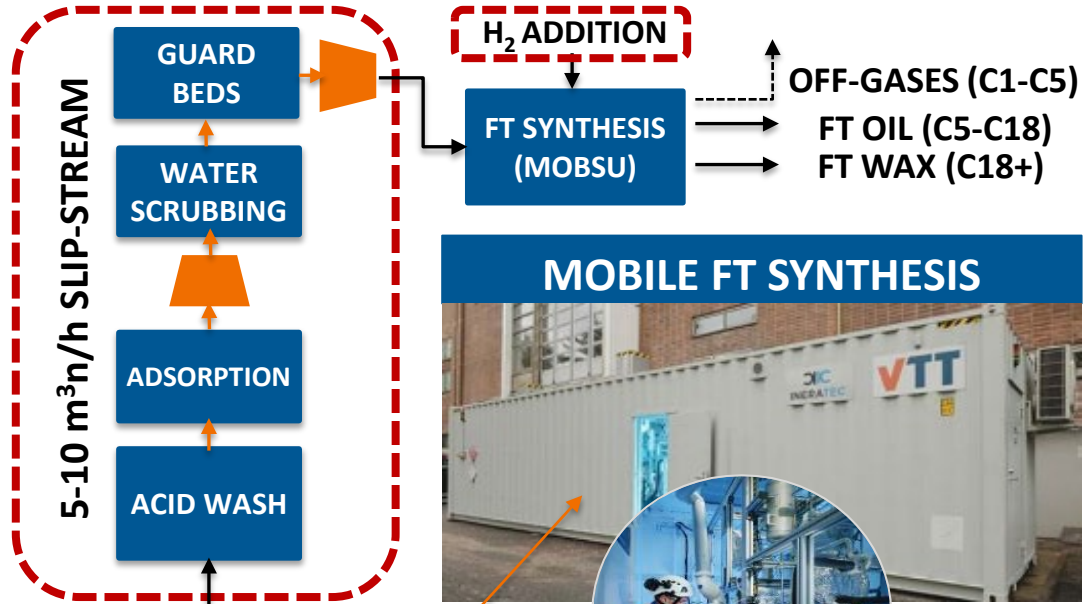 5-10 m³n/h SLIP-STREAM
GUARD
BEDS
WATER
SCRUBBING
ADSORPTION
ACID WASH
H₂ ADDITION
FT SYNTHESIS
(MOBSU)
OFF-GASES (C1-C5)
FT OIL (C5-C18)
FT WAX (C18+)
MOBILE FT SYNTHESIS
INERATEC
VTT